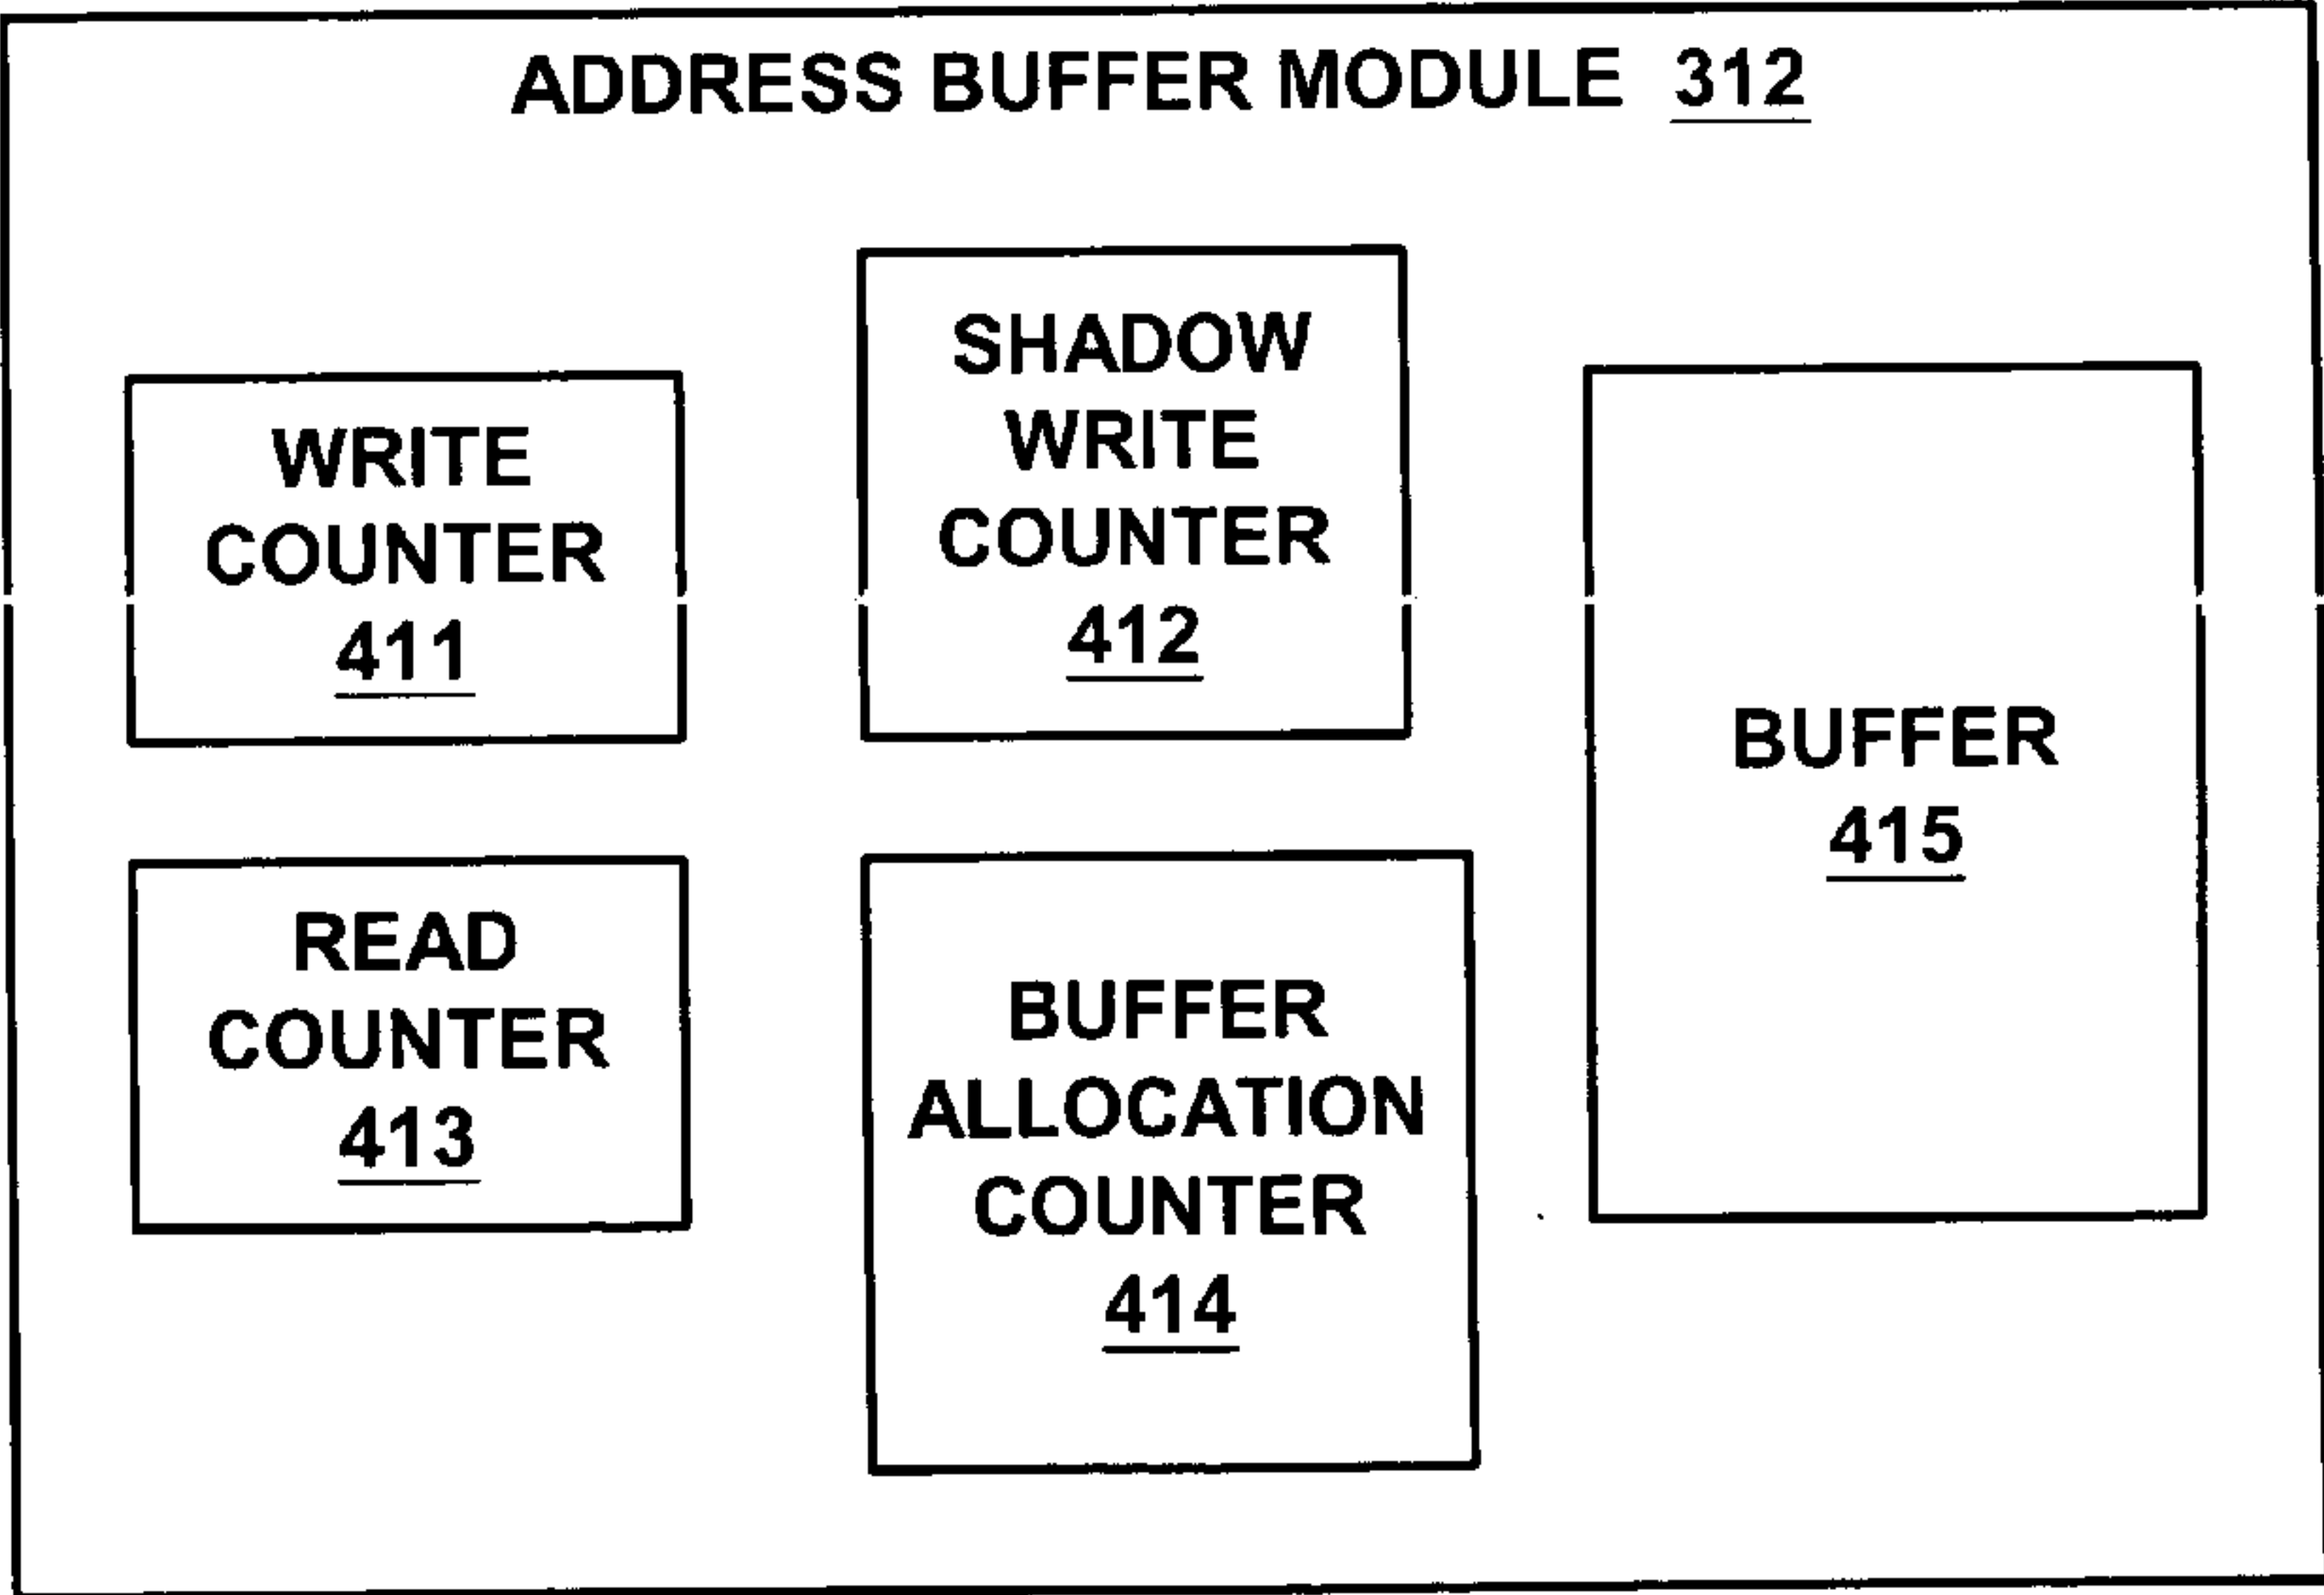 ADDRESS BUFFER MODULE 312
WRITE
COUNTER
411
SHADOW
WRITE
COUNTER
412
READ
COUNTER
413
BUFFER
ALLOCATION
COUNTER
414
BUFFER
415